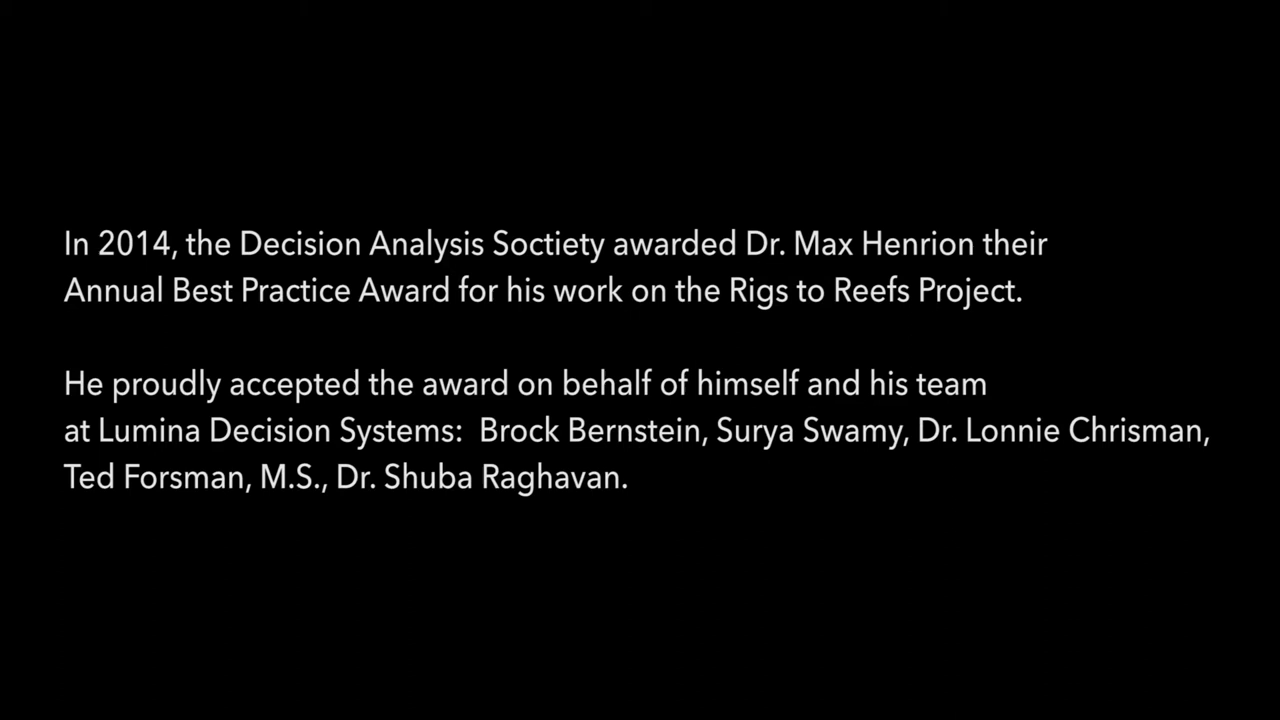 In 2014, the Decision Analysis Soctiety awarded Dr. Max Henrion their
Annual Best Practice Award for his work on the Rigs to Reefs Project.
He proudly accepted the award on behalf of himself and his team
at Lumina Decision Systems:  Brock Bernstein, Surya Swamy, Dr. Lonnie Chrisman,
Ted Forsman, M.S., Dr. Shuba Raghavan.